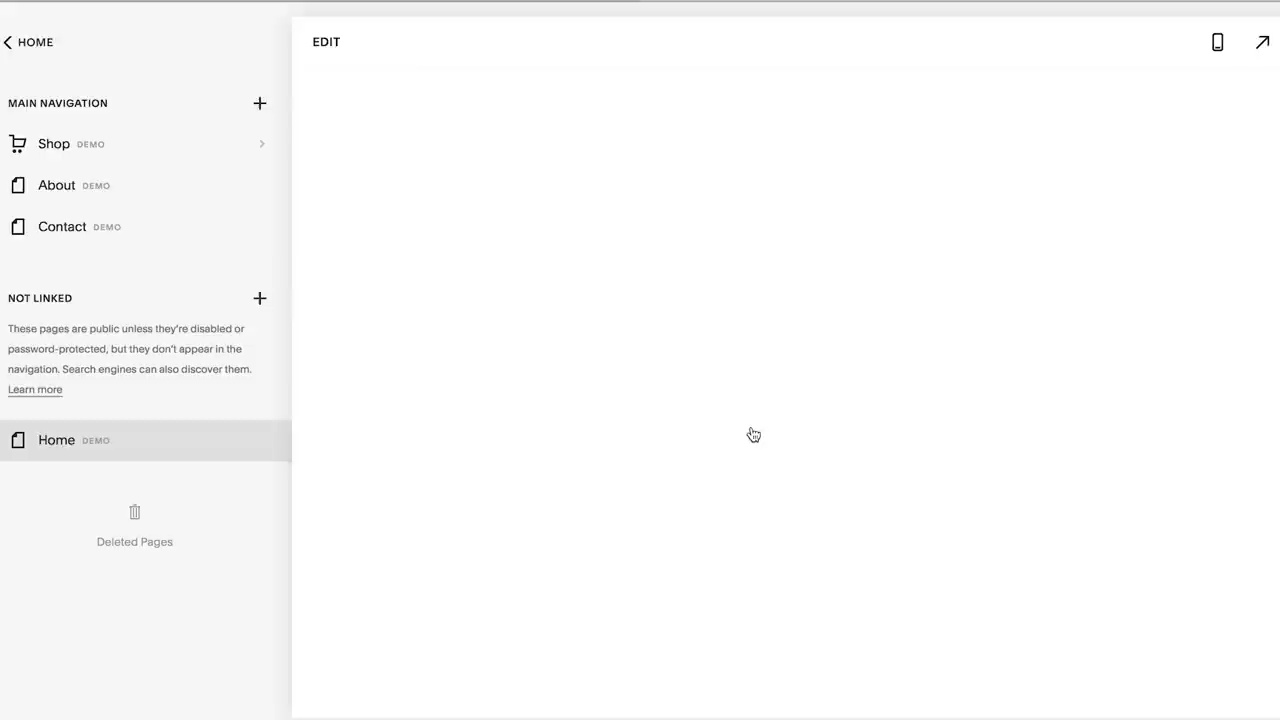 HOME
EDIT
MAIN NAVIGATION
Shop DEMO
About DEMO
Contact DEMO
NOT LINKED
These pages are public unless they're disabled or
password-protected, but they don't appear in the
navigation. Search engines can also discover them.
Learn more
Home DEMO
Deleted Pages